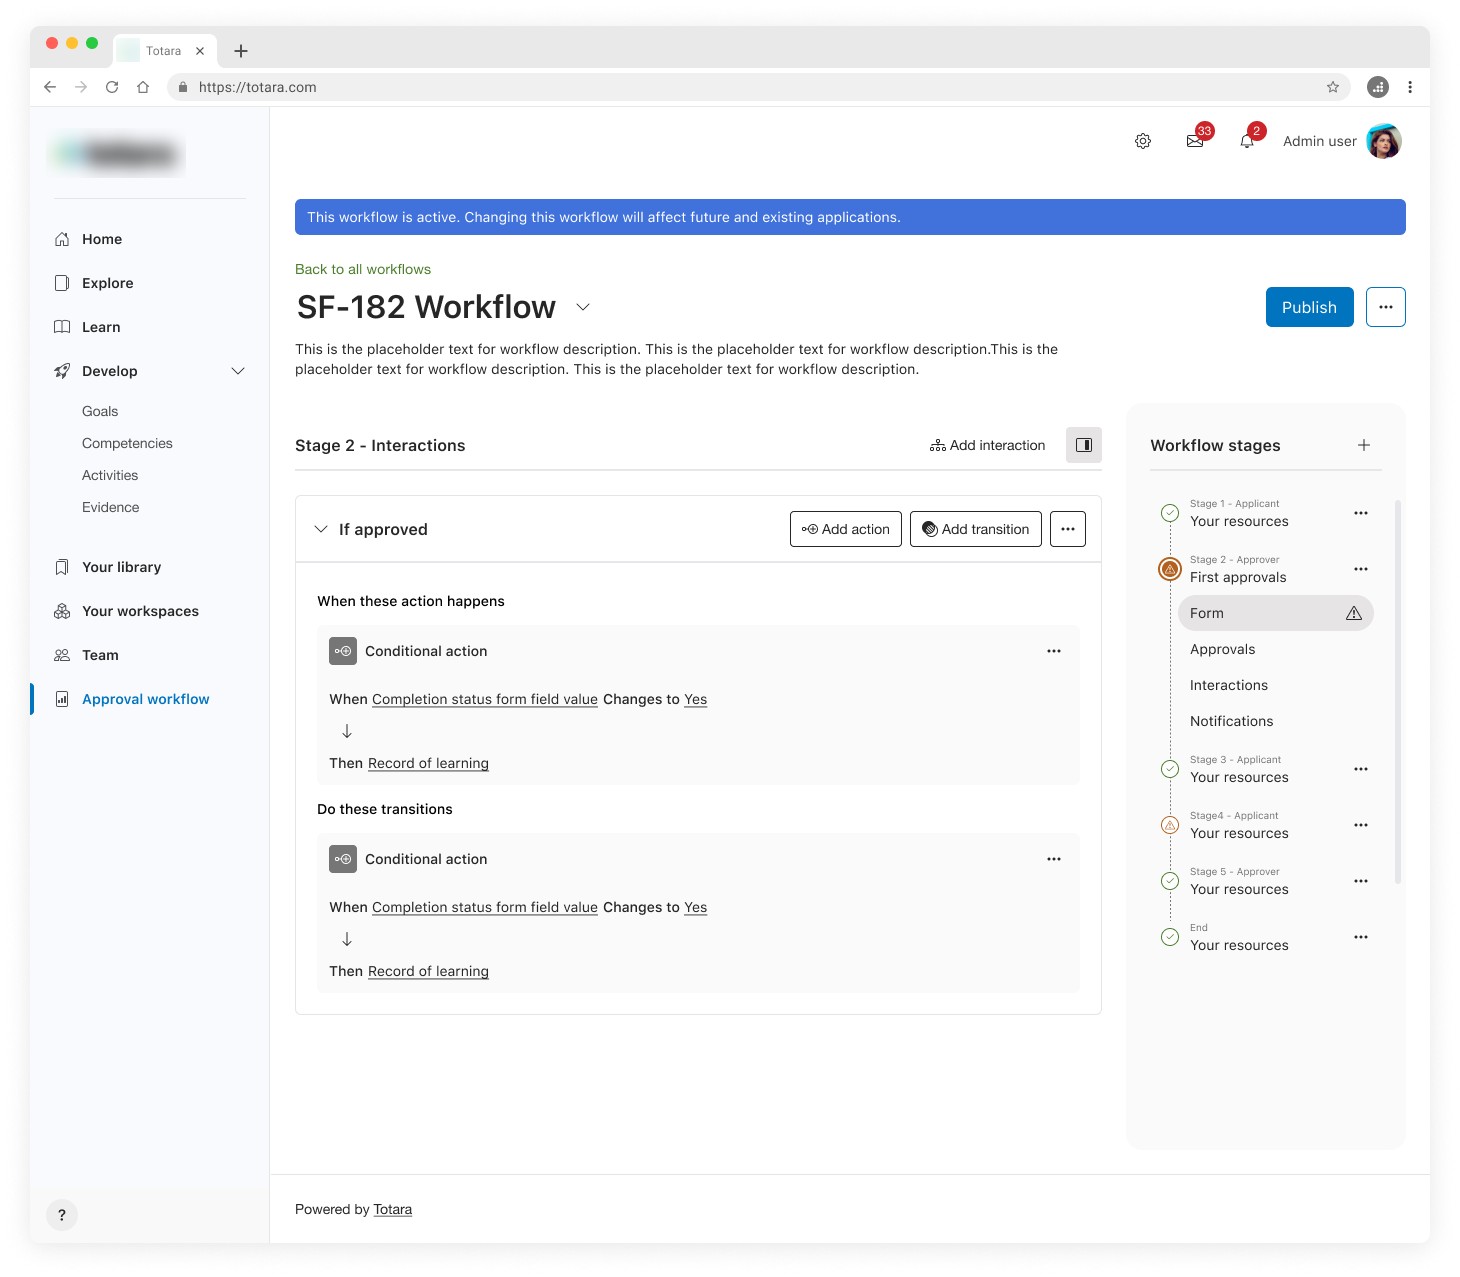 Totara
https://totara.com
33
2
Admin user
Home
Explore
Learn
Develop
Goals
Competencies
Activities
Evidence
Your library
Your workspaces
Team
Approval workflow
?
This workflow is active. Changing this workflow will affect future and existing applications.
Back to all workflows
SF-182 Workflow
Publish
This is the placeholder text for workflow description. This is the placeholder text for workflow description.This is the
placeholder text for workflow description. This is the placeholder text for workflow description.
Stage 2 - Interactions
Add interaction
If approved
Add action
Add transition
When these action happens
Conditional action
When Completion status form field value Changes to Yes
Then Record of learning
Do these transitions
Conditional action
When Completion status form field value Changes to Yes
Then Record of learning
Workflow stages
Stage 1 - Applicant
Your resources
Stage 2 - Approver
First approvals
Form
Approvals
Interactions
Notifications
Stage 3 - Applicant
Your resources
Stage4 - Applicant
Your resources
Stage 5 - Approver
Your resources
End
Your resources
Powered by Totara